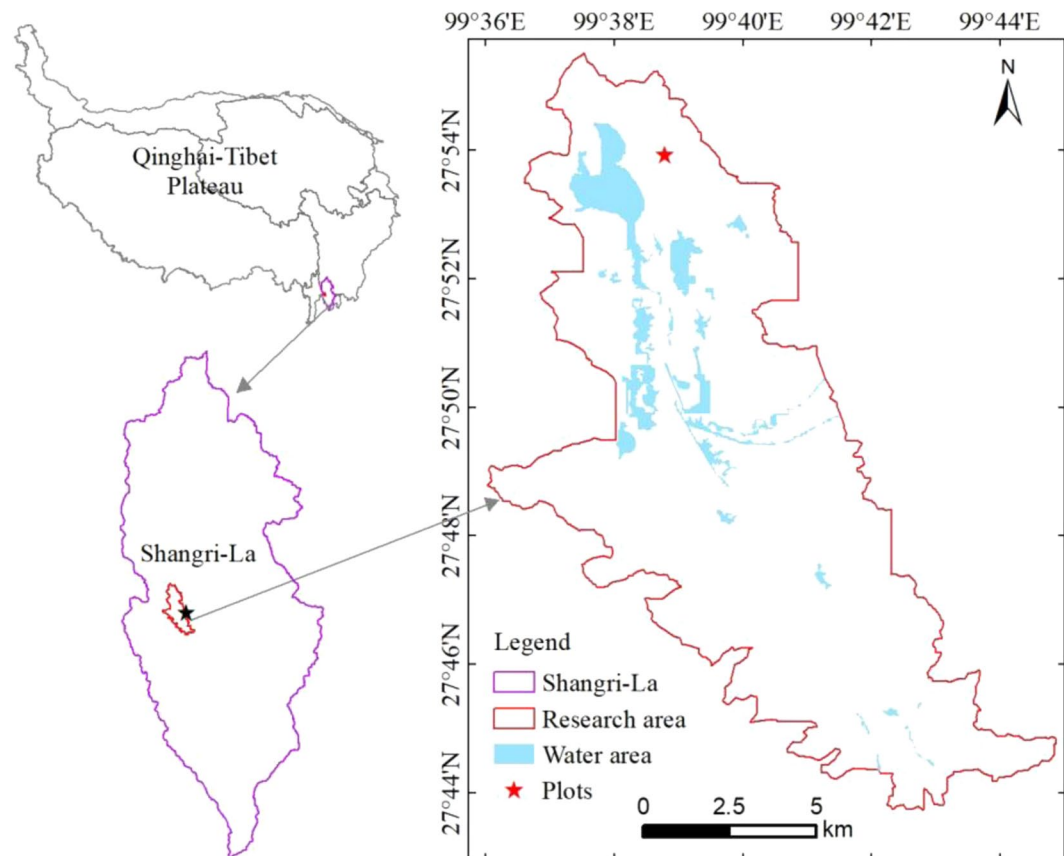 99°36'E 99°38'E 99°40'E 99°42'E 99°44'E
N
Qinghai-Tibet
Plateau
27°54'N
27°52'N
27°50'N
27°48'N
27°46'N
27°44'N
Shangri-La
Legend
Shangri-La
Research area
Water area
Plots
0 2.5 5
km